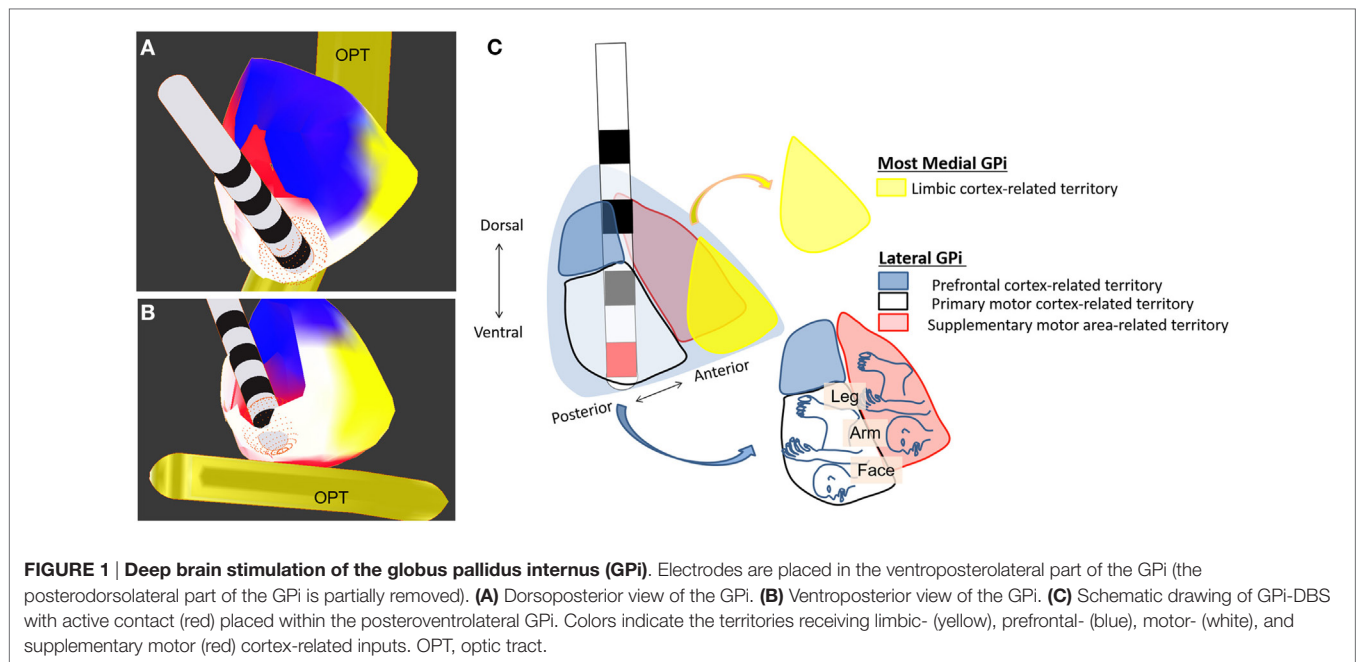 A
OPT
B
OPT
C
Dorsal
Ventral
Posterior
Anterior
Most Medial GPi
Limbic cortex-related territory
Lateral GPi
Prefrontal cortex-related territory
Primary motor cortex-related territory
Supplementary motor area-related territory
Leg
Arm
Face
FIGURE 1 | Deep brain stimulation of the globus pallidus internus (GPi). Electrodes are placed in the ventroposterolateral part of the GPi (the
posterodorsolateral part of the GPi is partially removed). (A) Dorsoposterior view of the GPi. (B) Ventroposterior view of the GPi. (C) Schematic drawing of GPi-DBS
with active contact (red) placed within the posteroventrolateral GPi. Colors indicate the territories receiving limbic- (yellow), prefrontal- (blue), motor- (white), and
supplementary motor (red) cortex-related inputs. OPT, optic tract.